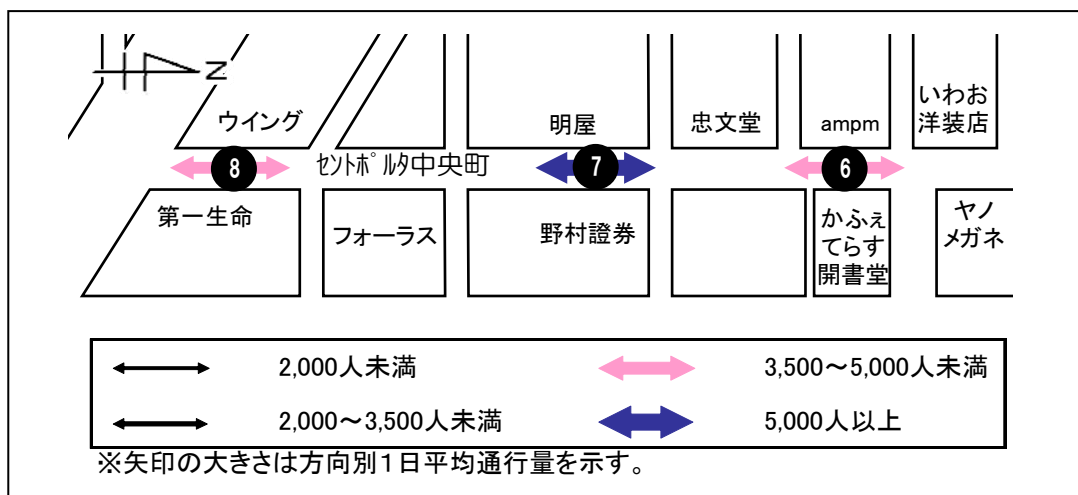 N
ウイング
明屋
忠文堂
ampm
いわお
洋装店
8
セントポルタ中央町
7
6
第一生命
フォーラス
野村證券
かふぇ
てらす
開書堂
ヤノ
メガネ
2,000人未満
3,500～5,000人未満
2,000～3,500人未満
5,000人以上
※矢印の大きさは方向別1日平均通行量を示す。